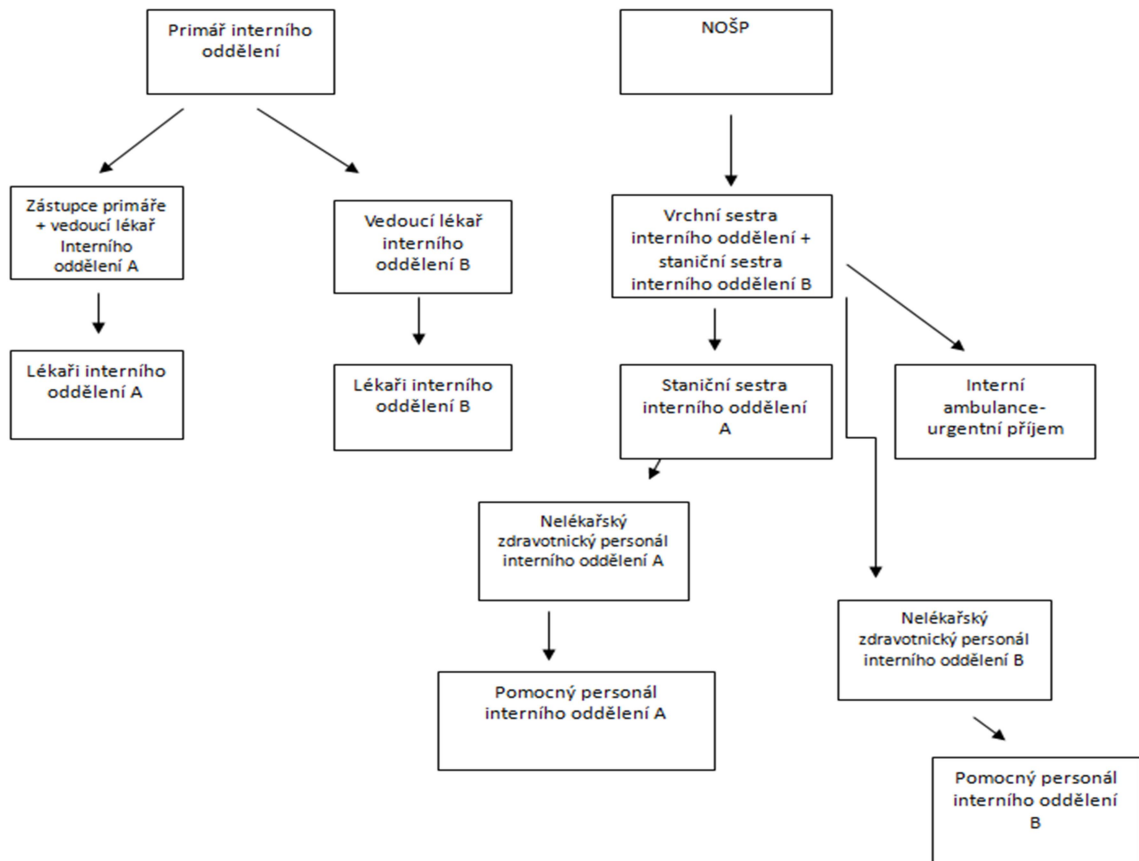 Primář interního
oddělení
NOŠP
Zástupce primáře
+ vedoucí lékař
Interního
oddělení A
Vedoucí lékař
interního
oddělení B
Vrchní sestra
interního oddělení +
staniční sestra
interního oddělení B
Lékaři interního
oddělení A
Lékaři interního
oddělení B
Staniční sestra
interního oddělení
A
Interní
ambulance-
urgentní příjem
Nelékařský
zdravotnický personál
interního oddělení A
Nelékařský
zdravotnický personál
interního oddělení B
Pomocný personál
interního oddělení A
Pomocný personál
interního oddělení
B